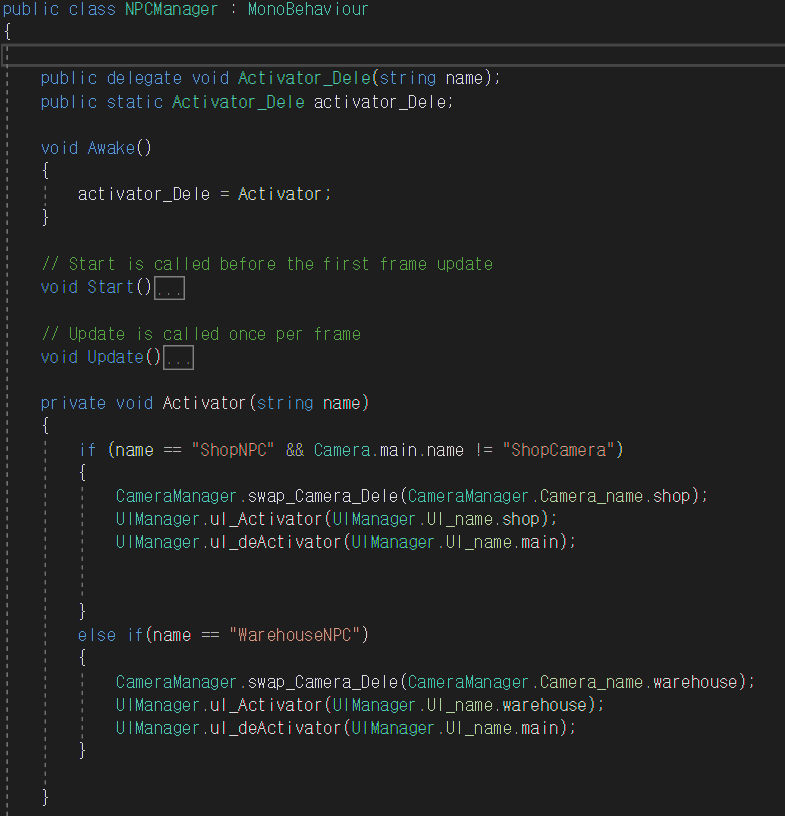 public class NPCManager : MonoBehaviour
{
public delegate void Activator_Dele(string name);
public static Activator_Dele activator_Dele;
void Awake()
{
activator_Dele = Activator;
}
// Start is called before the first frame update
void Start()...
// Update is called once per frame
void Update()...
private void Activator(string name)
{
if (name == "ShopNPC" && Camera.main.name != "ShopCamera")
{
CameraManager.swap_Camera_Dele(CameraManager.Camera_name.shop);
UIManager.uI_Activator(UIManager.UI_name.shop);
UIManager.uI_deActivator(UIManager.UI_name.main);
}
else if(name == "WarehouseNPC")
{
CameraManager.swap_Camera_Dele(CameraManager.Camera_name.warehouse);
UIManager.uI_Activator(UIManager.UI_name.warehouse);
UIManager.uI_deActivator(UIManager.UI_name.main);
}
}